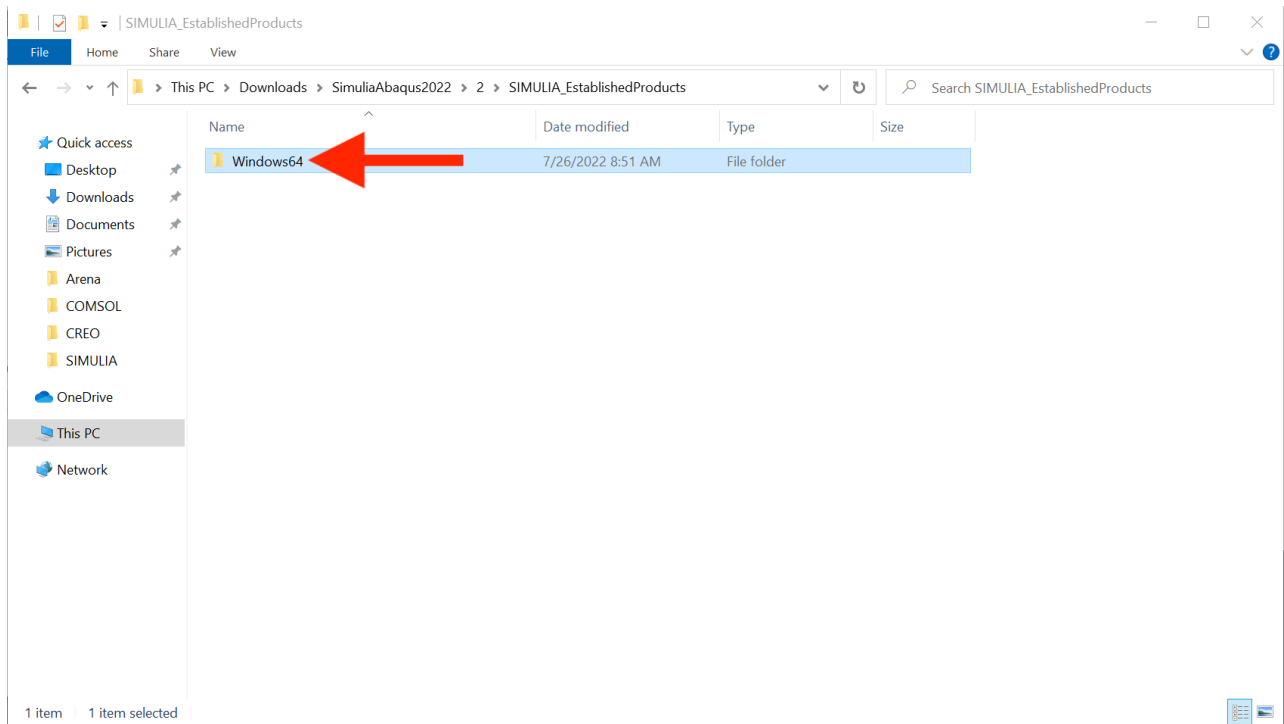 SIMULIA_EstablishedProducts
File Home Share View
This PC > Downloads > SimuliaAbaqus2022 > 2 > SIMULIA_EstablishedProducts
Search SIMULIA_EstablishedProducts
Name Date modified Type Size
Windows64 7/26/2022 8:51 AM File folder
Quick access
Desktop
Downloads
Documents
Pictures
Arena
COMSOL
CREO
SIMULIA
OneDrive
This PC
Network
1 item 1 item selected